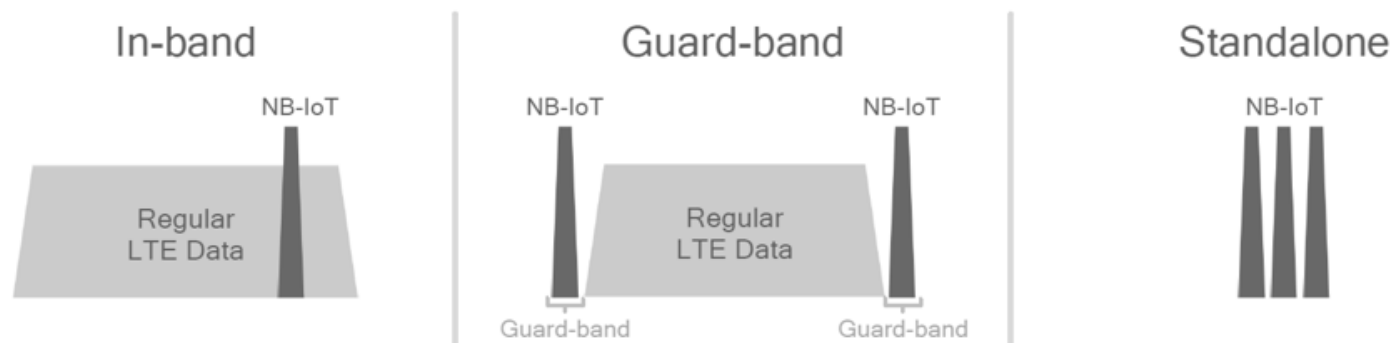 In-band
NB-IoT
Regular
LTE Data
Guard-band
NB-IoT
NB-IoT
Regular
LTE Data
Guard-band
Guard-band
Standalone
NB-IoT